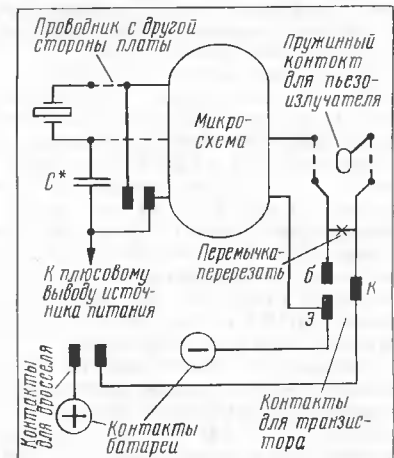 Проводник с другой
стороны платы
Пружинный
контакт
для пьезо-
излучателя
Микро-
схема
С*
Перемычка-
перерезать
К плюсовому
выводу источ-
ника питания
б
К
Э
Контакты
для дросселя
Контакты
батареи
Контакты
для транзис-
тора